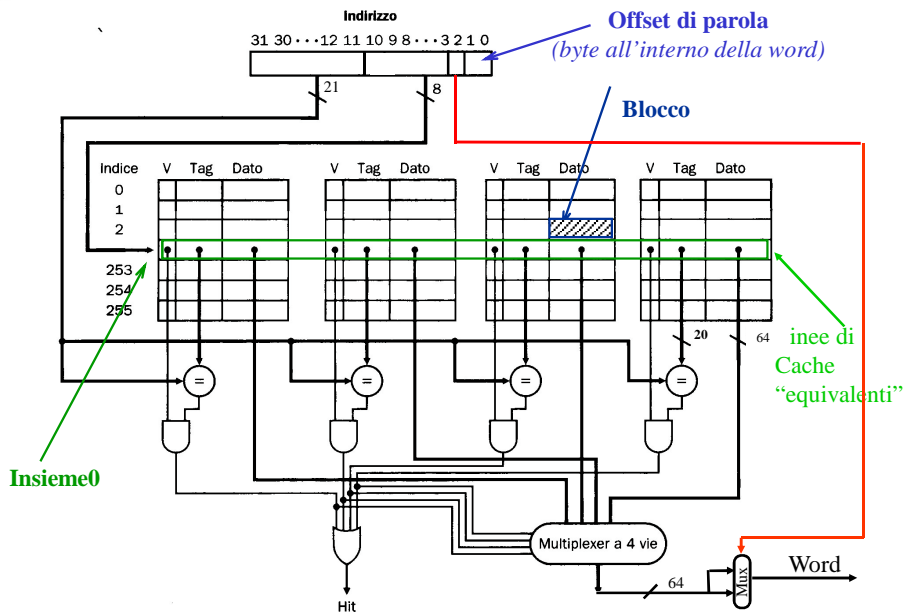 Indirizzo
Offset di parola
(byte all'interno della word)
31 30 · · · 12 11 10 9 8 · · · 3 2 1 0
21
8
Blocco
Indice
V Tag Dato
V Tag Dato
V Tag Dato
V Tag Dato
0
1
2
253
254
255
20
64
inee di
Cache
“equivalenti”
=
=
=
=
Insieme0
Multiplexer a 4 vie
64
Mux
Word
Hit